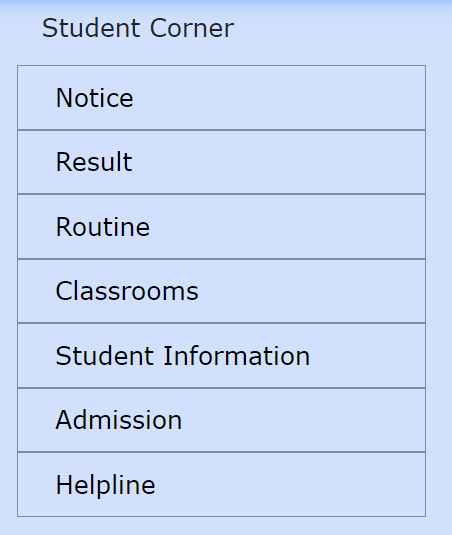 Student Corner
Notice
Result
Routine
Classrooms
Student Information
Admission
Helpline